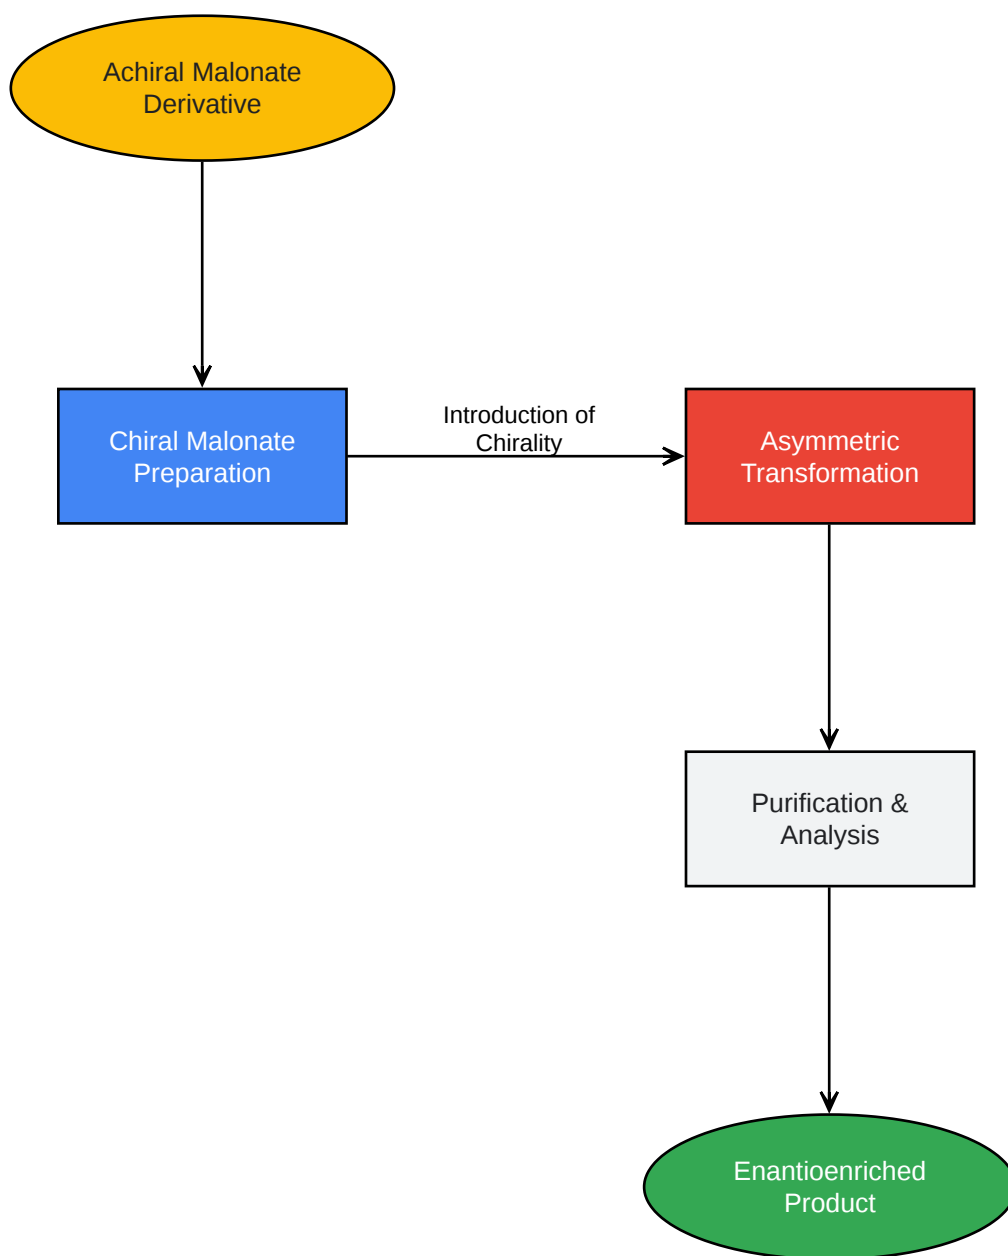 Achiral Malonate
Derivative
Chiral Malonate
Preparation
Introduction of
Chirality
Asymmetric
Transformation
Purification &
Analysis
Enantioenriched
Product